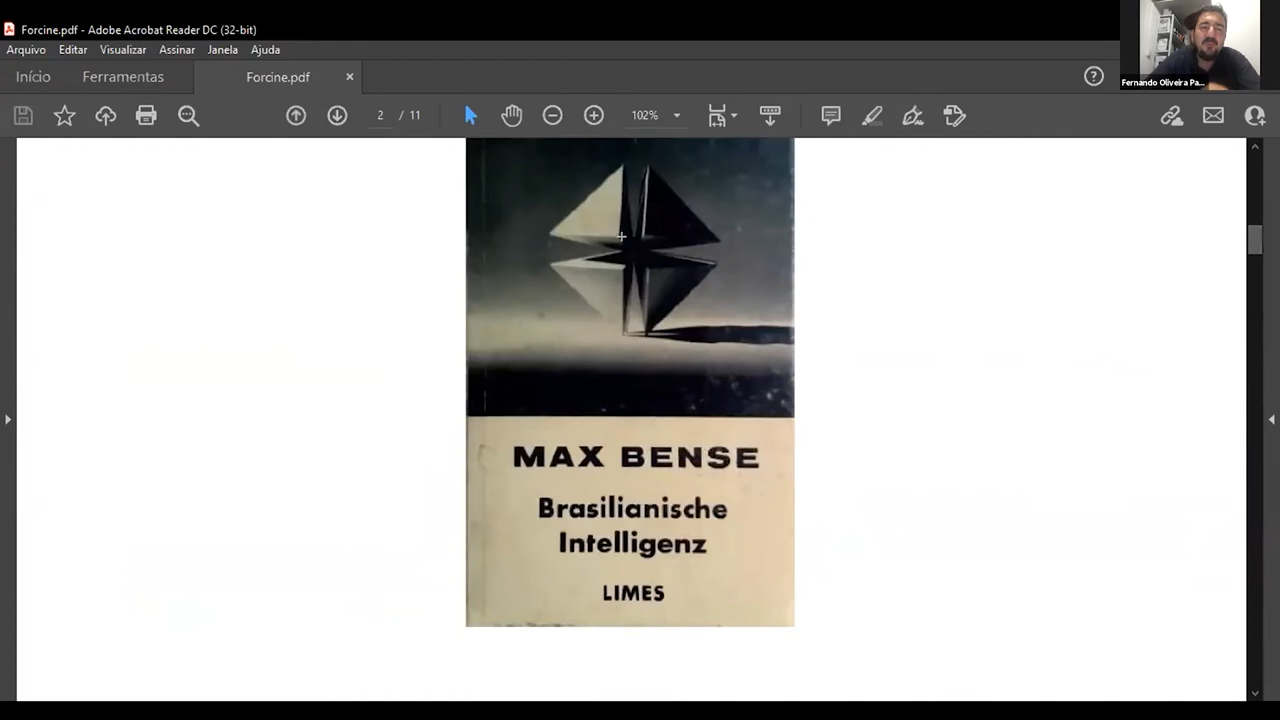 Forcine.pdf - Adobe Acrobat Reader DC (32-bit)
Arquivo Editar Visualizar Assinar Janela Ajuda
Início Ferramentas Forcine.pdf
2 / 11 102%
Fernando Oliveira Pa...
MAX BENSE
Brasilianische
Intelligenz
LIMES